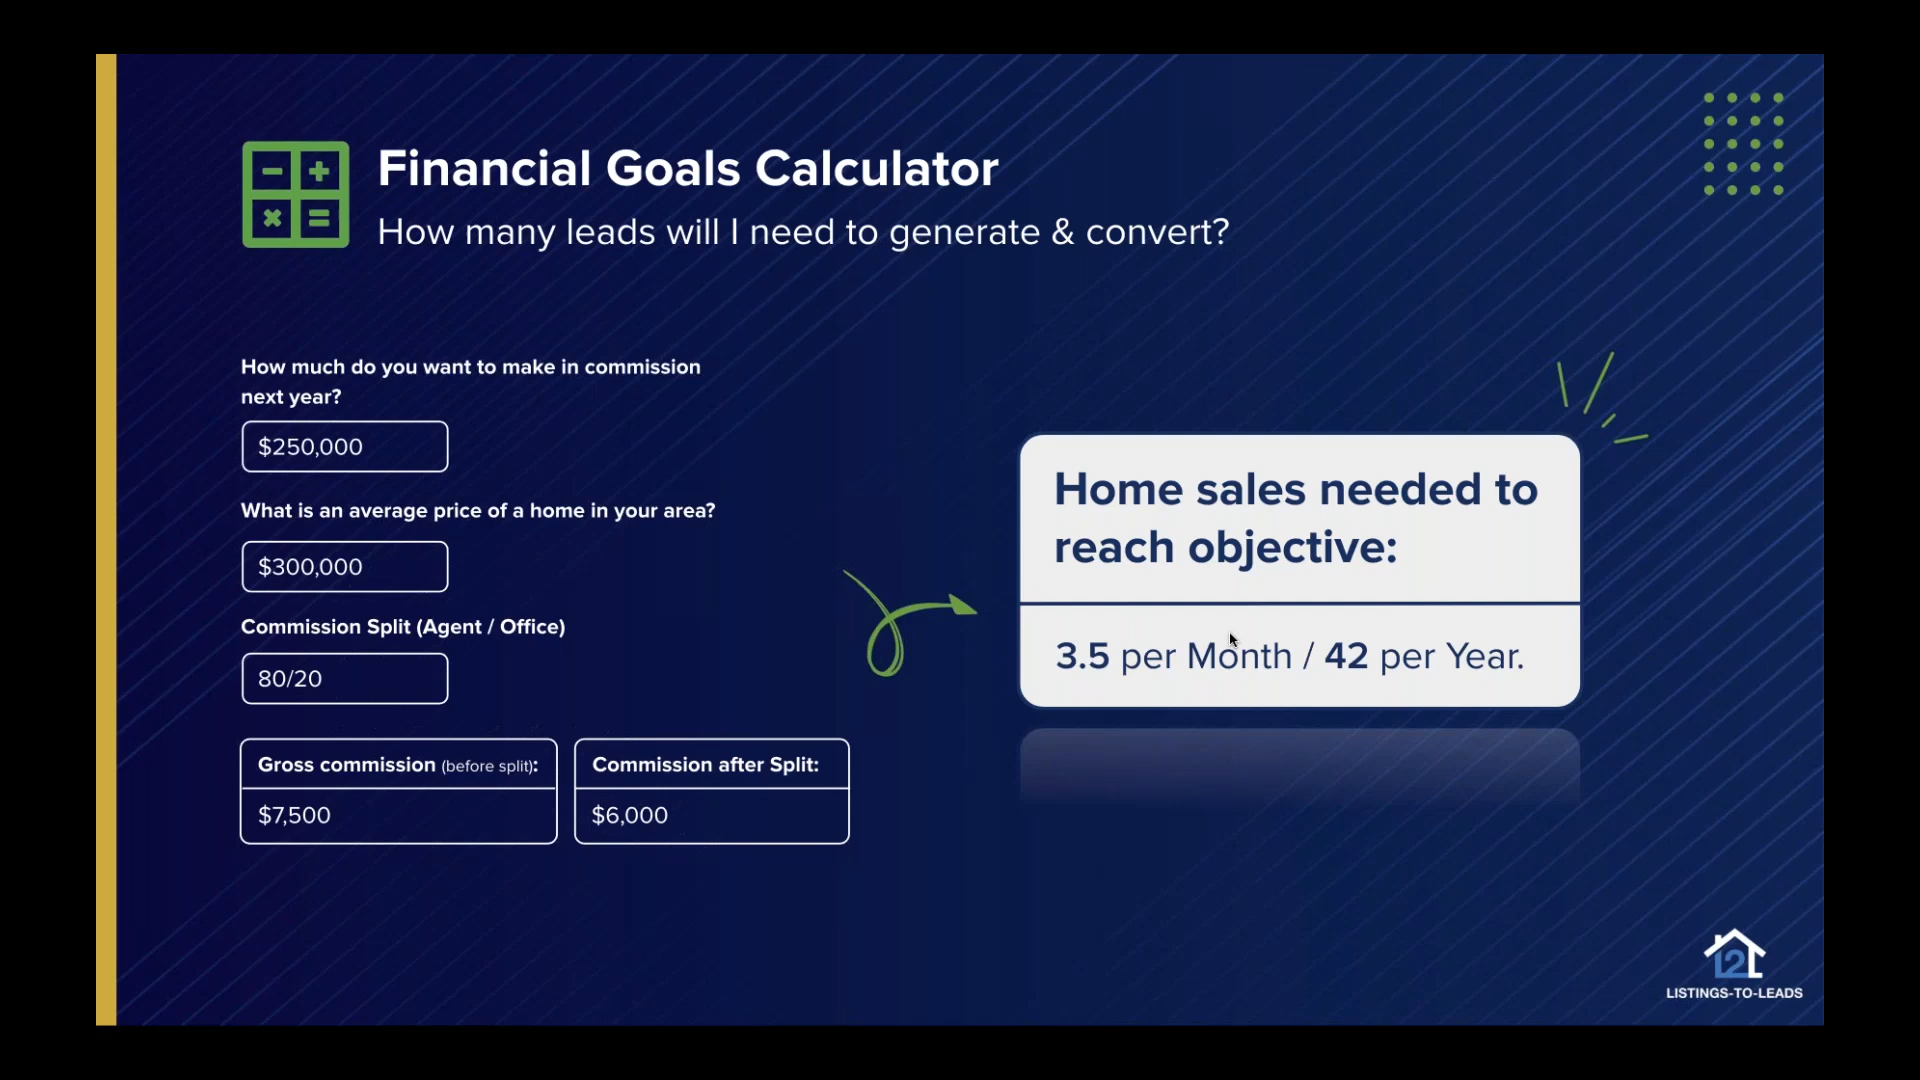 Financial Goals Calculator
How many leads will I need to generate & convert?
How much do you want to make in commission
next year?
$250,000
What is an average price of a home in your area?
$300,000
Commission Split (Agent / Office)
80/20
Gross commission (before split):
$7,500
Commission after Split:
$6,000
Home sales needed to
reach objective:
3.5 per Month / 42 per Year.
L2L
LISTINGS-TO-LEADS